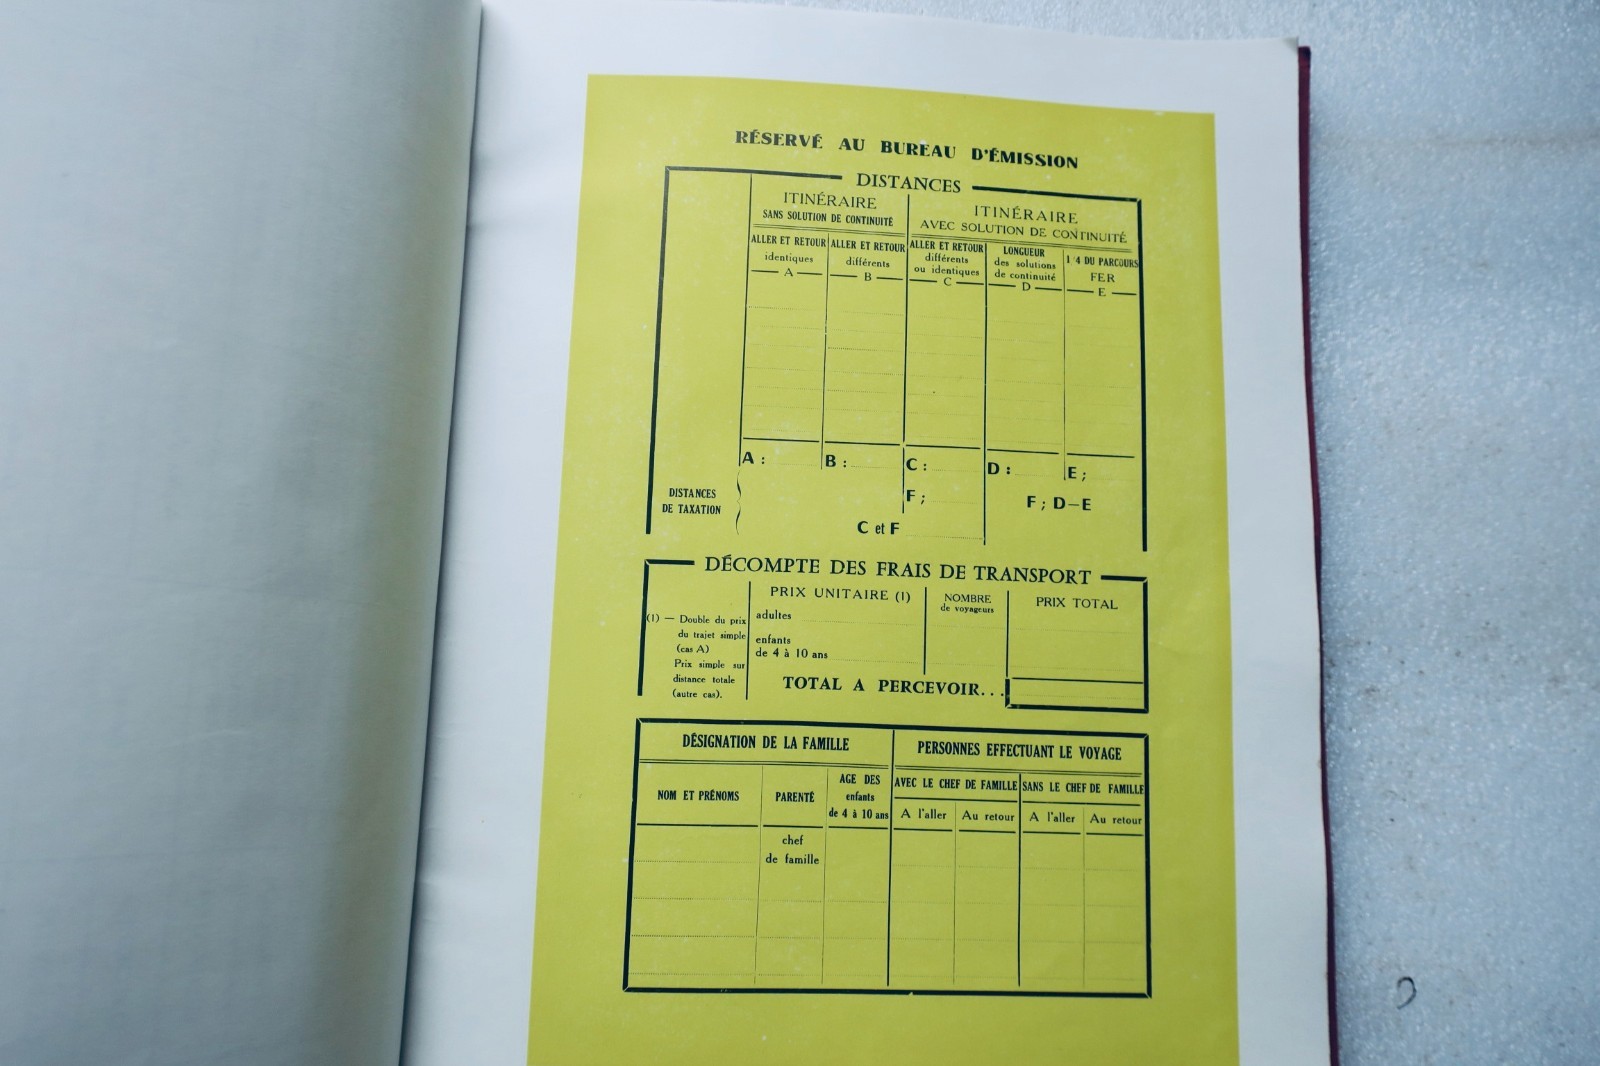 RÉSERVÉ AU BUREAU D'ÉMISSION
DISTANCES
ITINÉRAIRE
SANS SOLUTION DE CONTINUITÉ
ITINÉRAIRE
AVEC SOLUTION DE CONTINUITÉ
ALLER ET RETOUR
identiques
A
ALLER ET RETOUR
différents
B
ALLER ET RETOUR
différents
ou identiques
C
LONGUEUR
des solutions
de continuité
D
1/4 DU PARCOURS
FER
E
A :
B :
C :
D :
E ;
F ;
F ; D—E
DISTANCES
DE TAXATION
C et F
DÉCOMPTE DES FRAIS DE TRANSPORT
(1) — Double du prix
du trajet simple
(cas A)
Prix simple sur
distance totale
(autre cas).
PRIX UNITAIRE (1)
NOMBRE
de voyageurs
PRIX TOTAL
adultes
enfants
de 4 à 10 ans
TOTAL A PERCEVOIR...
DÉSIGNATION DE LA FAMILLE
PERSONNES EFFECTUANT LE VOYAGE
NOM ET PRÉNOMS
PARENTÉ
AGE DES
enfants
de 4 à 10 ans
AVEC LE CHEF DE FAMILLE
SANS LE CHEF DE FAMILLE
A l'aller
Au retour
A l'aller
Au retour
chef
de famille